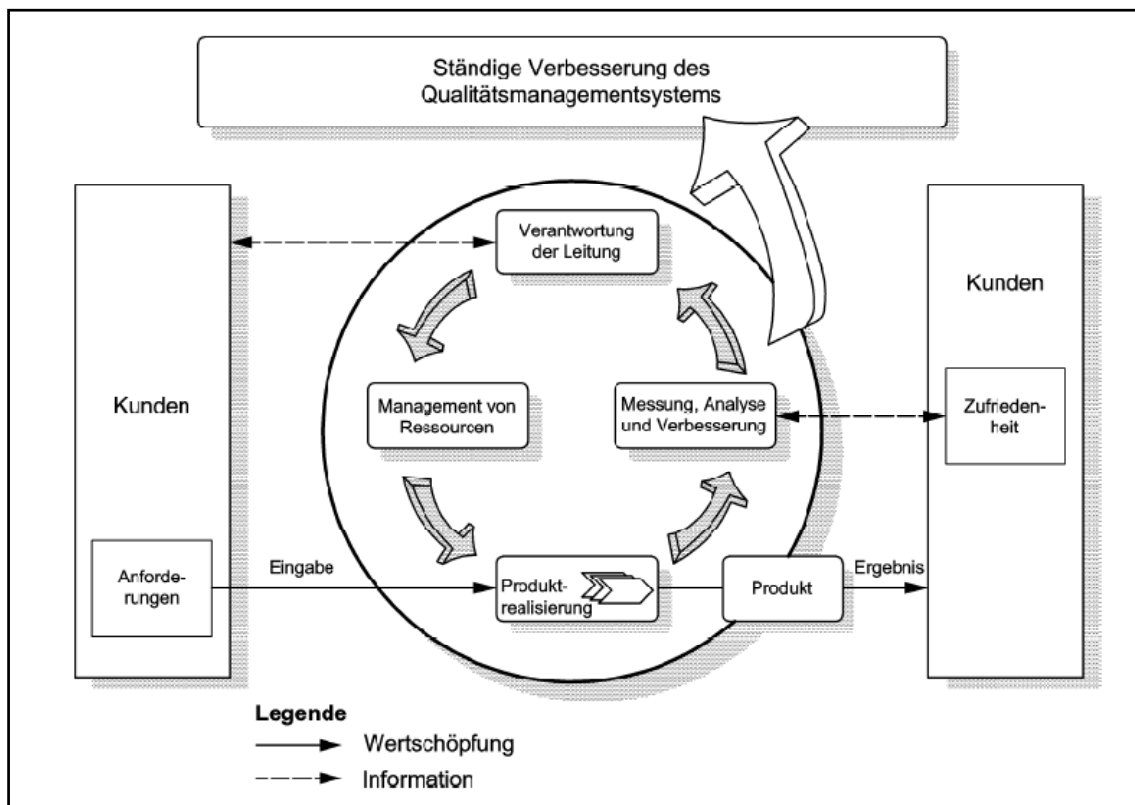 Ständige Verbesserung des
Qualitätsmanagementsystems
Verantwortung
der Leitung
Kunden
Kunden
Management von
Ressourcen
Messung, Analyse
und Verbesserung
Zufrieden-
heit
Anforde-
rungen
Eingabe
Produkt-
realisierung
Produkt
Ergebnis
Legende
Wertschöpfung
Information